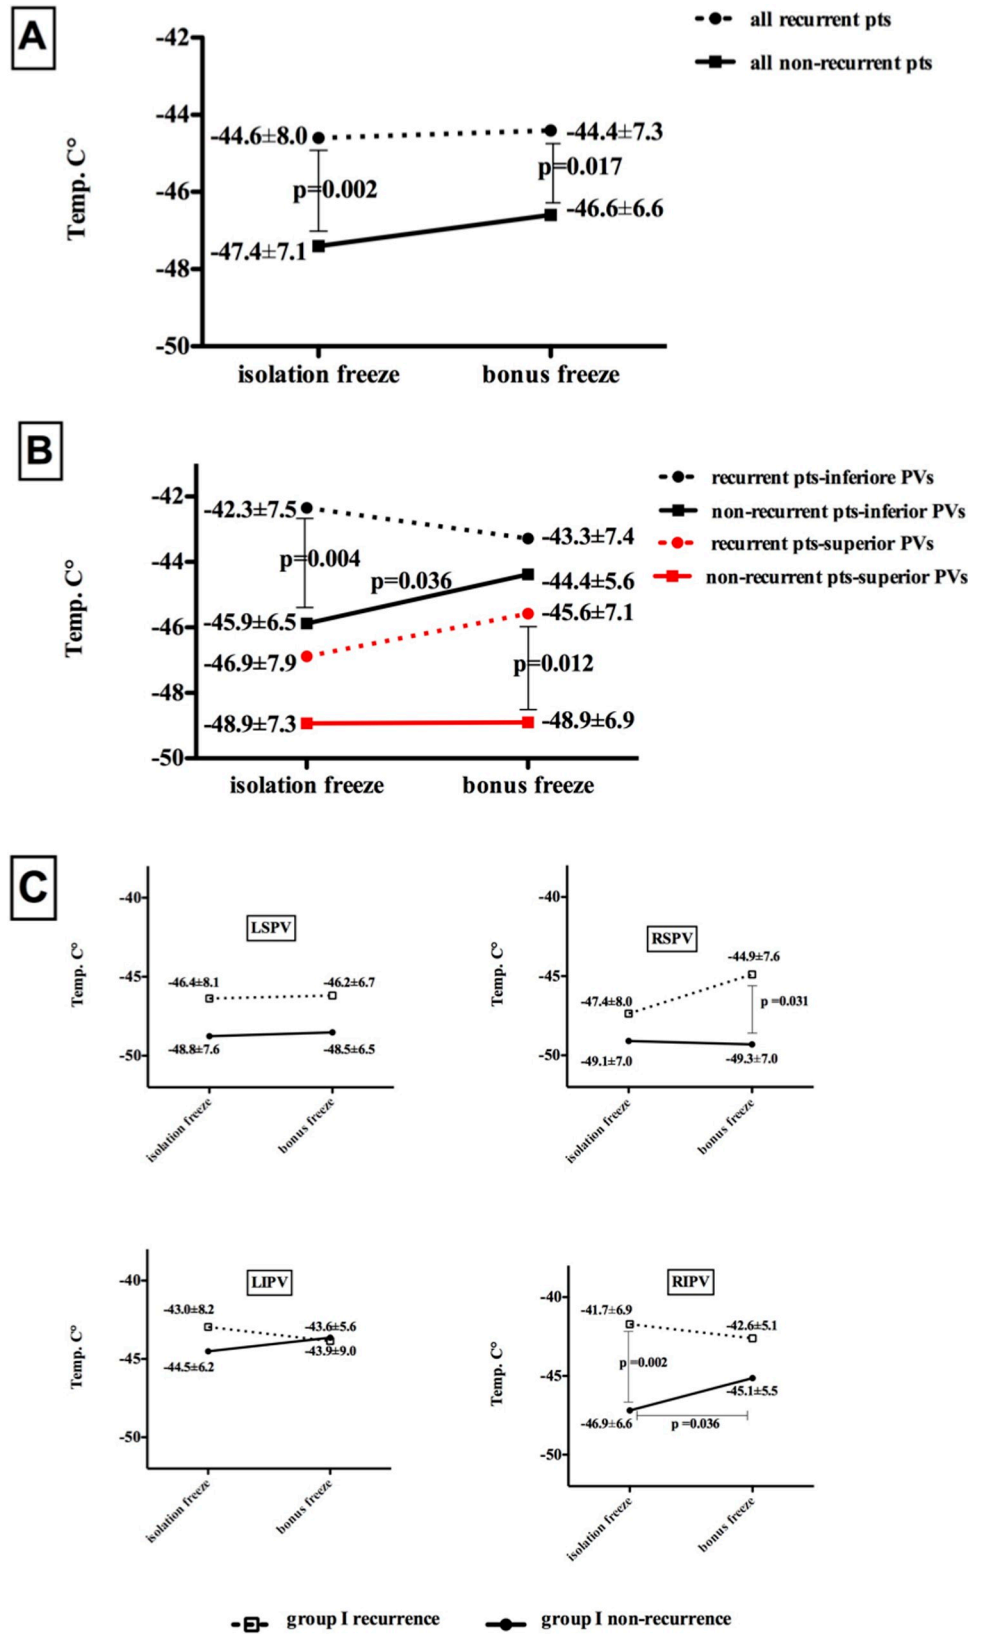 A
all recurrent pts
all non-recurrent pts
Temp. C°
-42
-44
-46
-48
-50
-44.6±8.0
-44.4±7.3
p=0.002
p=0.017
-47.4±7.1
-46.6±6.6
isolation freeze
bonus freeze
B
recurrent pts-inferiore PVs
non-recurrent pts-inferior PVs
recurrent pts-superior PVs
non-recurrent pts-superior PVs
Temp. C°
-42
-44
-46
-48
-50
-42.3±7.5
-43.3±7.4
p=0.004
p=0.036
-44.4±5.6
-45.9±6.5
-45.6±7.1
-46.9±7.9
p=0.012
-48.9±7.3
-48.9±6.9
isolation freeze
bonus freeze
C
LSPV
Temp. C°
-40
-45
-50
-46.4±8.1
-46.2±6.7
-48.8±7.6
-48.5±6.5
isolation freeze
bonus freeze
RSPV
Temp. C°
-40
-45
-50
-44.9±7.6
-47.4±8.0
p =0.031
-49.1±7.0
-49.3±7.0
isolation freeze
bonus freeze
LIPV
Temp. C°
-40
-45
-50
-43.0±8.2
-43.6±5.6
-43.9±9.0
-44.5±6.2
isolation freeze
bonus freeze
RIPV
Temp. C°
-40
-45
-50
-41.7±6.9
-42.6±5.1
p =0.002
-45.1±5.5
-46.9±6.6
p =0.036
isolation freeze
bonus freeze
group I recurrence
group I non-recurrence